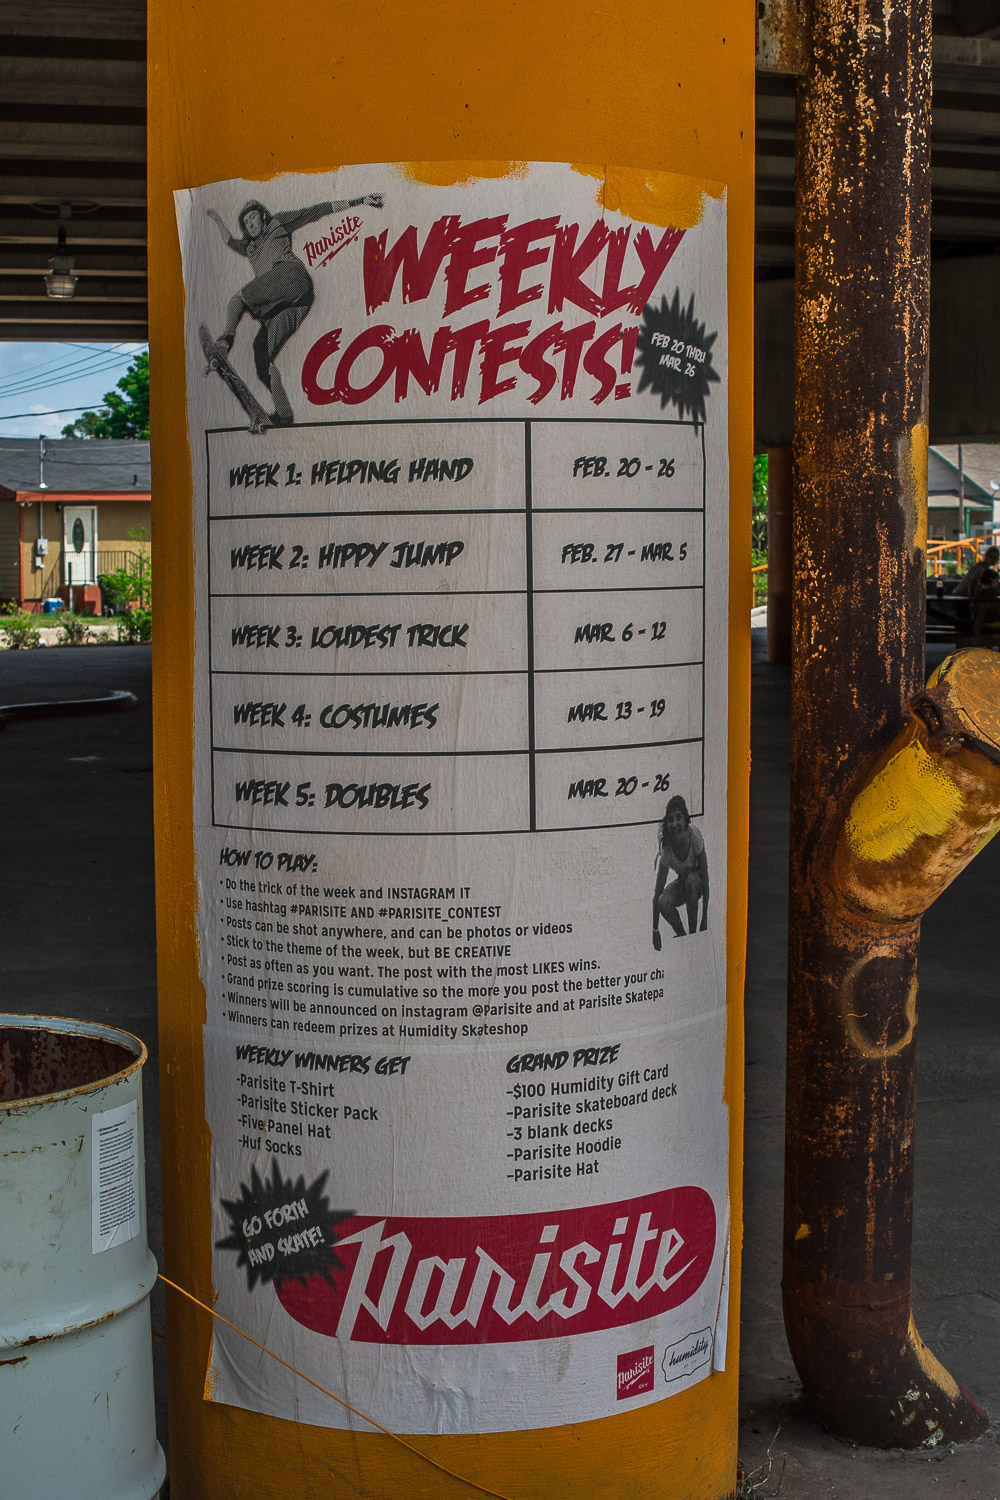 Parisite
WEEKLY
CONTESTS!
FEB 20 THRU
MAR 26
WEEK 1: HELPING HAND
FEB. 20 - 26
WEEK 2: HIPPY JUMP
FEB. 27 - MAR 5
WEEK 3: LOUDEST TRICK
MAR. 6 - 12
WEEK 4: COSTUMES
MAR. 13 - 19
WEEK 5: DOUBLES
MAR 20 - 26
HOW TO PLAY:
• Do the trick of the week and INSTAGRAM IT
• Use hashtag #PARISITE AND #PARISITE_CONTEST
• Posts can be shot anywhere, and can be photos or videos
• Stick to the theme of the week, but BE CREATIVE
• Post as often as you want. The post with the most LIKES wins.
• Grand prize scoring is cumulative so the more you post the better your cha
• Winners will be announced on instagram @Parisite and at Parisite Skatepa
• Winners can redeem prizes at Humidity Skateshop
WEEKLY WINNERS GET
-Parisite T-Shirt
-Parisite Sticker Pack
-Five Panel Hat
-Huf Socks
GRAND PRIZE
-$100 Humidity Gift Card
-Parisite skateboard deck
-3 blank decks
-Parisite Hoodie
-Parisite Hat
GO FORTH
AND SKATE!
Parisite
Parisite
DIY
humidity